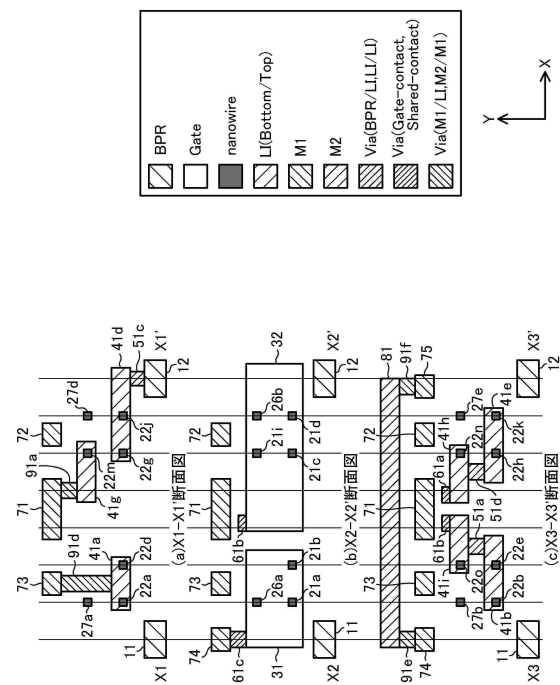 BPR
Gate
nanowire
LI(Bottom/Top)
M1
M2
Via(BPR/LI,LI/LI)
Via(Gate-contact,
Shared-contact)
Via(M1/LI,M2/M1)
Y
X
73
71
72
91d
91a
27a
41a
41g
22m
27d
41d
51c
22a
22d
22g
22j
11
12
X1
X1'
(a)X1-X1'断面図
74
73
71
72
61c
61b
26a
21i
26b
32
31
21a
21b
21c
21d
11
12
X2
X2'
(b)X2-X2'断面図
81
91e
91f
74
73
71
72
75
61b
61a
41i
41h
27b
22o
22n
27e
51a
51d
41b
41e
22b
22e
22h
22k
11
12
X3
X3'
(c)X3-X3'断面図